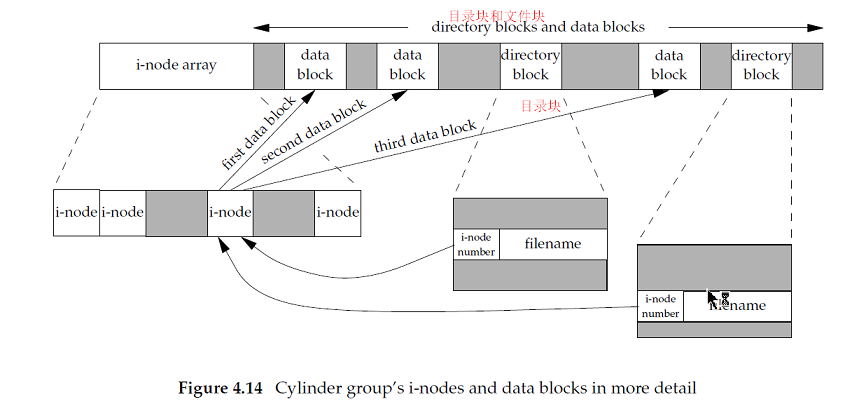 目录块和文件块
directory blocks and data blocks
i-node array
data
block
data
block
directory
block
data
block
directory
block
目录块
first data block
second data block
third data block
i-node
i-node
i-node
i-node
i-node
number
filename
i-node
number
filename
Figure 4.14 Cylinder group's i-nodes and data blocks in more detail